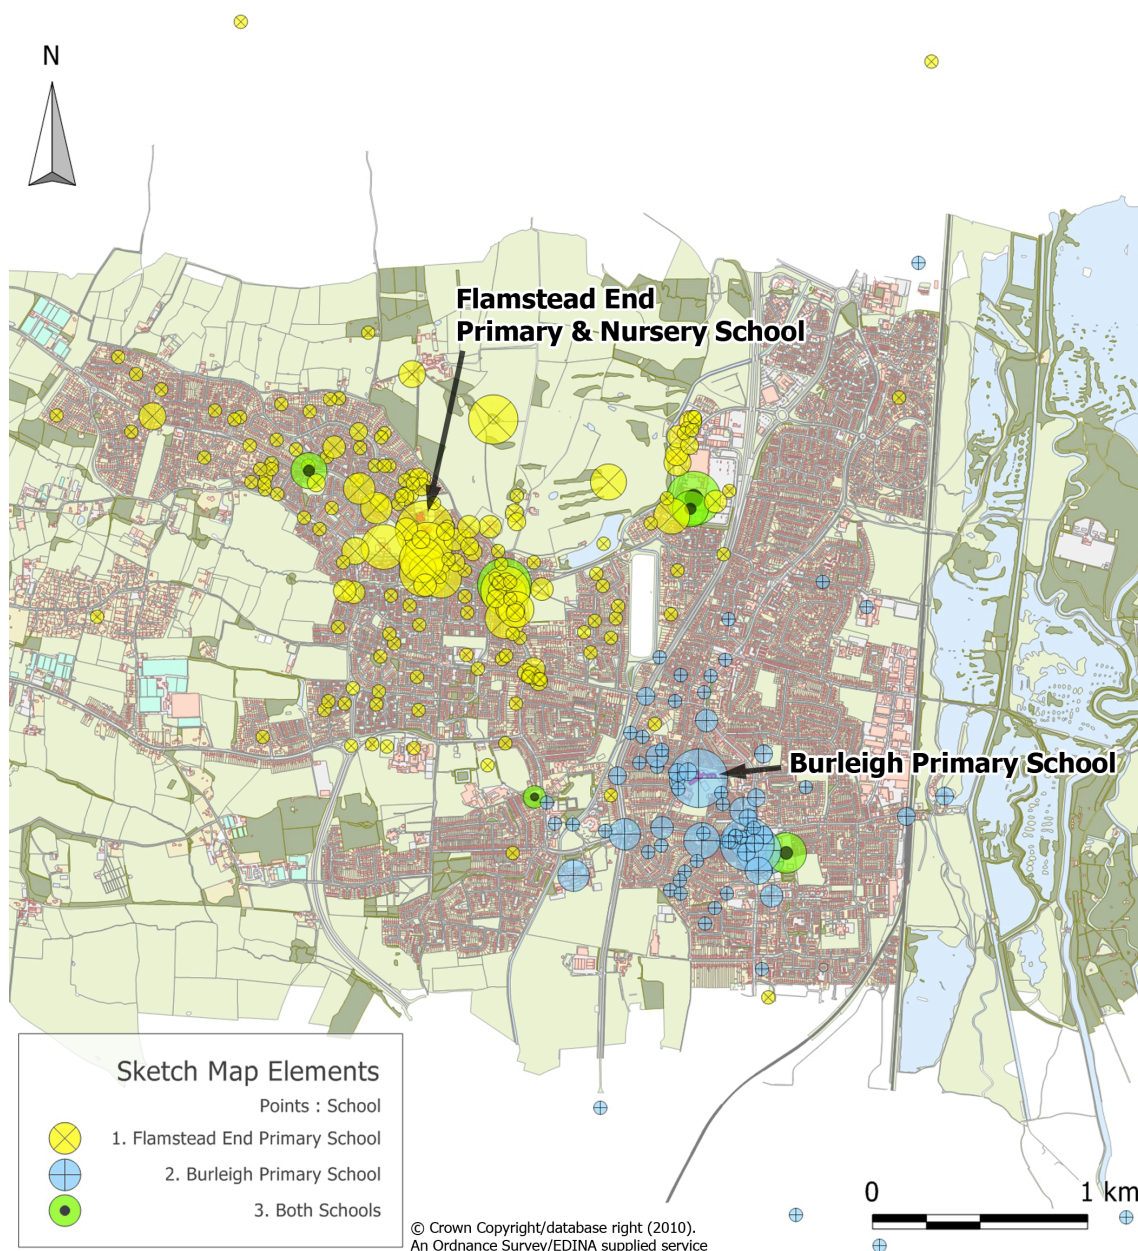 N
Flamstead End
Primary & Nursery School
Burleigh Primary School
Sketch Map Elements
Points : School
1. Flamstead End Primary School
2. Burleigh Primary School
3. Both Schools
0 1 km
© Crown Copyright/database right (2010).
An Ordnance Survey/EDINA supplied service